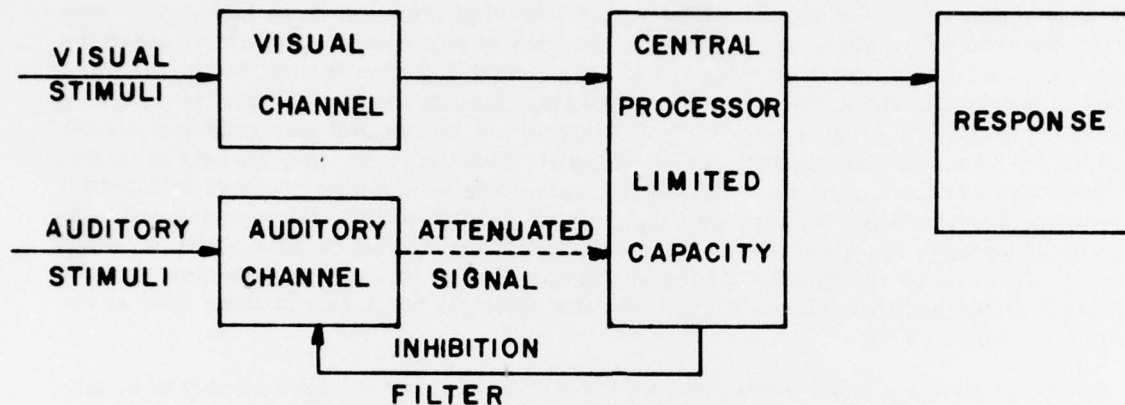 VISUAL
STIMULI
VISUAL
CHANNEL
CENTRAL
PROCESSOR
LIMITED
CAPACITY
RESPONSE
AUDITORY
STIMULI
AUDITORY
CHANNEL
ATTENUATED
SIGNAL
INHIBITION
FILTER